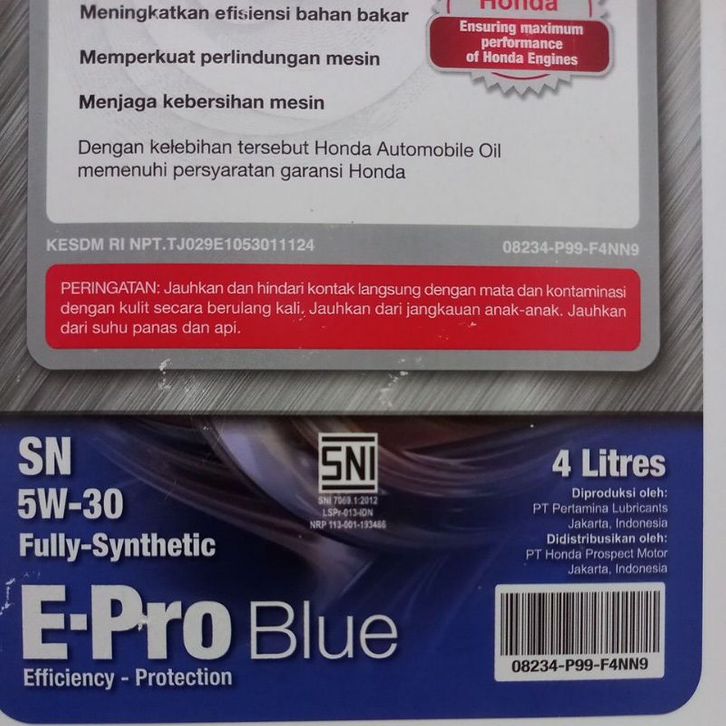 Meningkatkan efisiensi bahan bakar
Honda
Ensuring maximum
performance
of Honda Engines
Memperkuat perlindungan mesin
Menjaga kebersihan mesin
Dengan kelebihan tersebut Honda Automobile Oil
memenuhi persyaratan garansi Honda
KESDM RI NPT.TJ029E1053011124
08234-P99-F4NN9
PERINGATAN: Jauhkan dan hindari kontak langsung dengan mata dan kontaminasi
dengan kulit secara berulang kali. Jauhkan dari jangkauan anak-anak. Jauhkan
dari suhu panas dan api.
SN
5W-30
Fully-Synthetic
SNI
SNI 7069.1:2012
LSPr-013-IDN
NRP 113-001-193466
4 Litres
Diproduksi oleh:
PT Pertamina Lubricants
Jakarta, Indonesia
Didistribusikan oleh:
PT Honda Prospect Motor
Jakarta, Indonesia
E-Pro Blue
Efficiency - Protection
08234-P99-F4NN9